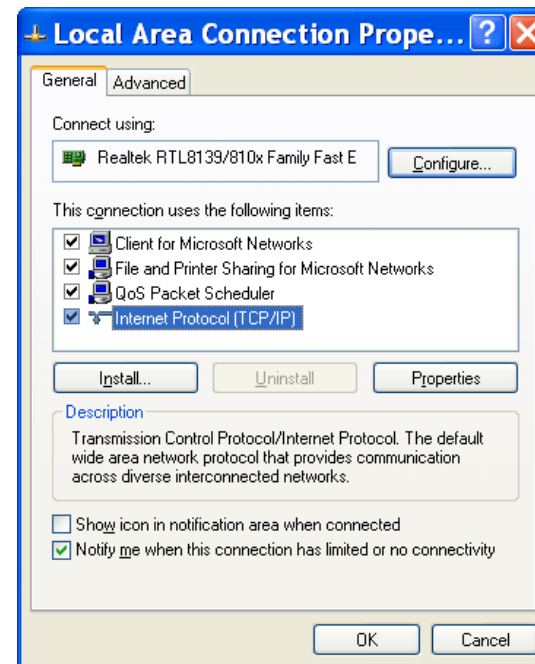 Local Area Connection Prope...
General
Advanced
Connect using:
Realtek RTL8139/810x Family Fast E
Configure...
This connection uses the following items:
Client for Microsoft Networks
File and Printer Sharing for Microsoft Networks
QoS Packet Scheduler
Internet Protocol (TCP/IP)
Install...
Uninstall
Properties
Description
Transmission Control Protocol/Internet Protocol. The default
wide area network protocol that provides communication
across diverse interconnected networks.
Show icon in notification area when connected
Notify me when this connection has limited or no connectivity
OK
Cancel